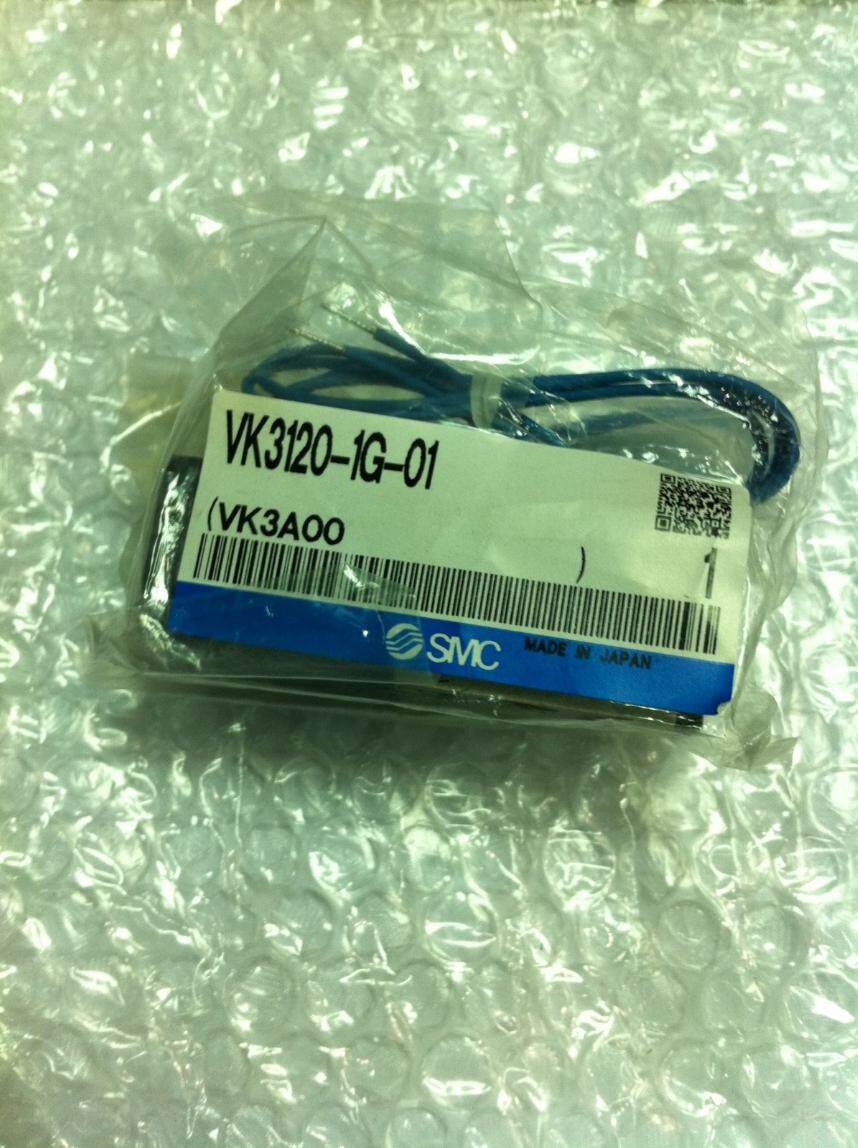 VK3120-1G-01
(VK3A00 )
1
SMC MADE IN JAPAN